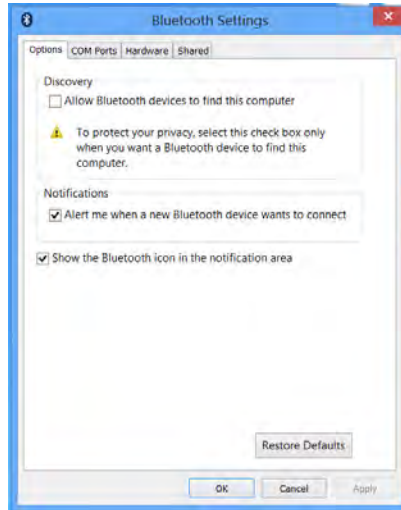 Bluetooth Settings
Options COM Ports Hardware Shared
Discovery
Allow Bluetooth devices to find this computer
To protect your privacy, select this check box only
when you want a Bluetooth device to find this
computer.
Notifications
Alert me when a new Bluetooth device wants to connect
Show the Bluetooth icon in the notification area
Restore Defaults
OK Cancel Apply